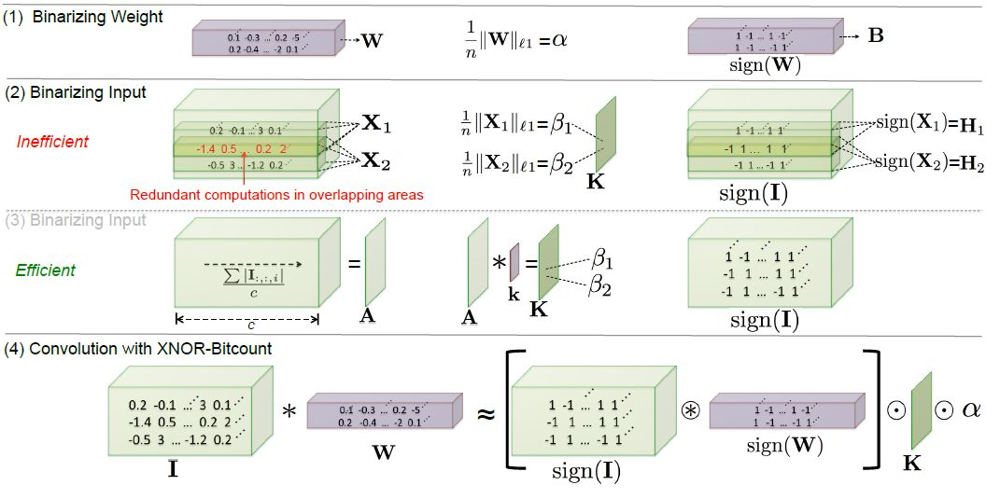 (1) Binarizing Weight
0.1 -0.3 ... 0.2 -5
0.2 -0.4 ... -2 0.1
W
1/n ‖W‖ℓ1 = α
1 -1 ... 1 -1
1 -1 ... -1 1
B
sign(W)
(2) Binarizing Input
Inefficient
0.2 -0.1 ... 3 0.1
-1.4 0.5 ... 0.2 2
-0.5 3 ... -1.2 0.2
X1
X2
Redundant computations in overlapping areas
1/n ‖X1‖ℓ1=β1
1/n ‖X2‖ℓ1=β2
K
1 -1 ... 1 1
-1 1 ... 1 1
-1 1 ... -1 1
sign(X1)=H1
sign(X2)=H2
sign(I)
(3) Binarizing Input
Efficient
∑|I:,:,i|
c
c
=
A
A
*
k
=
K
β1
β2
1 -1 ... 1 1
-1 1 ... 1 1
-1 1 ... -1 1
sign(I)
(4) Convolution with XNOR-Bitcount
0.2 -0.1 ... 3 0.1
-1.4 0.5 ... 0.2 2
-0.5 3 ... -1.2 0.2
I
*
0.1 -0.3 ... 0.2 -5
0.2 -0.4 ... -2 0.1
W
≈
[
1 -1 ... 1 1
-1 1 ... 1 1
-1 1 ... -1 1
sign(I)
⊛
1 -1 ... 1 -1
1 -1 ... -1 1
sign(W)
]
⊙
K
⊙ α